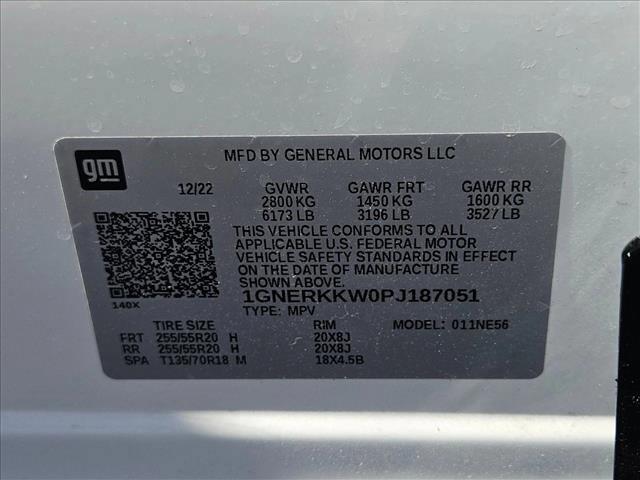 gm
MFD BY GENERAL MOTORS LLC
12/22 GVWR GAWR FRT GAWR RR
2800 KG 1450 KG 1600 KG
6173 LB 3196 LB 3527 LB
THIS VEHICLE CONFORMS TO ALL
APPLICABLE U.S. FEDERAL MOTOR
VEHICLE SAFETY STANDARDS IN EFFECT
ON THE DATE OF MANUFACTURE
SHOWN ABOVE.
1GNERKKW0PJ187051
140X
TYPE: MPV MODEL: 011NE56
TIRE SIZE RIM
FRT 255/55R20 H 20X8J
RR 255/55R20 H 20X8J
SPA T135/70R18 M 18X4.5B